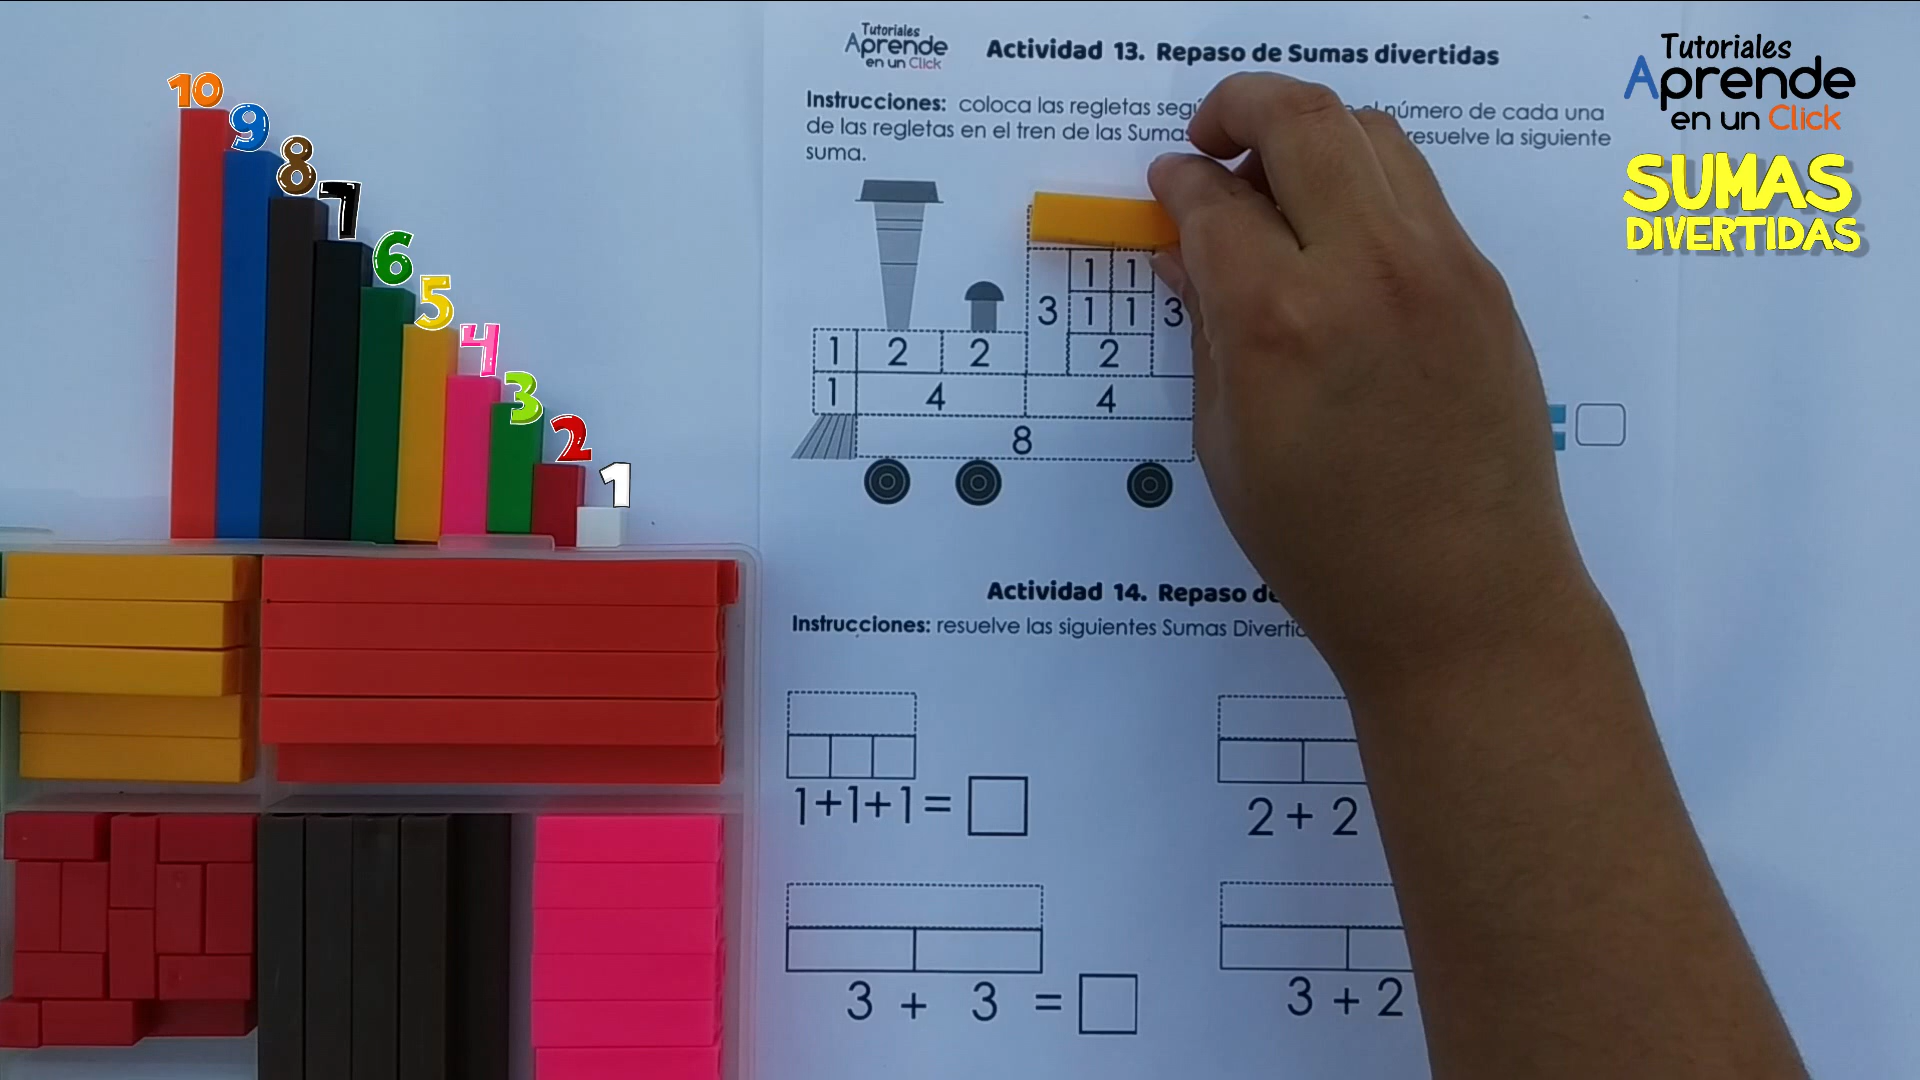 Tutoriales
Aprende
en un Click
Actividad 13. Repaso de Sumas divertidas
Instrucciones: coloca las regletas número de cada una
de las regletas en el tren de las Sumas resuelve la siguiente
suma.
Tutoriales
Aprende
en un Click
SUMAS
DIVERTIDAS
10
9
8
7
6
5
4
3
2
1
1 1
3 1 1 3
1 2 2 2
1 4 4
8
=
Actividad 14. Repaso de
Instrucciones: resuelve las siguientes Sumas
1+1+1=
2 + 2
3 + 3 =
3 + 2